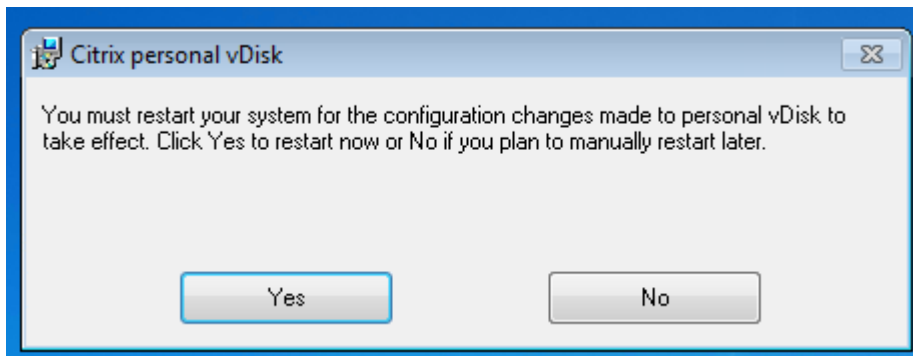 Citrix personal vDisk
You must restart your system for the configuration changes made to personal vDisk to
take effect. Click Yes to restart now or No if you plan to manually restart later.
Yes
No